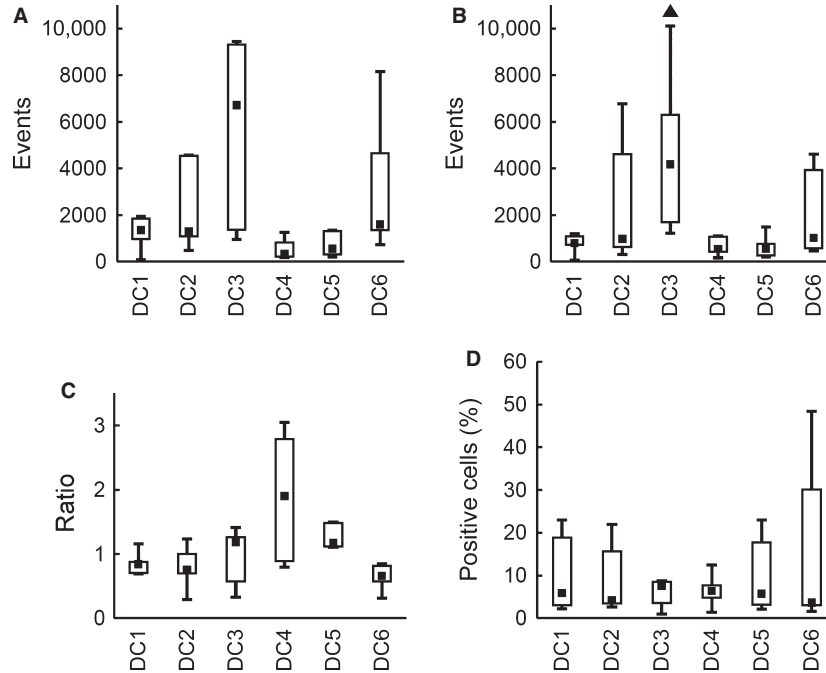 A
Events
10,000
8000
6000
4000
2000
0
DC1 DC2 DC3 DC4 DC5 DC6
B
Events
10,000
8000
6000
4000
2000
0
DC1 DC2 DC3 DC4 DC5 DC6
C
Ratio
3
2
1
0
DC1 DC2 DC3 DC4 DC5 DC6
D
Positive cells (%)
60
50
40
30
20
10
0
DC1 DC2 DC3 DC4 DC5 DC6